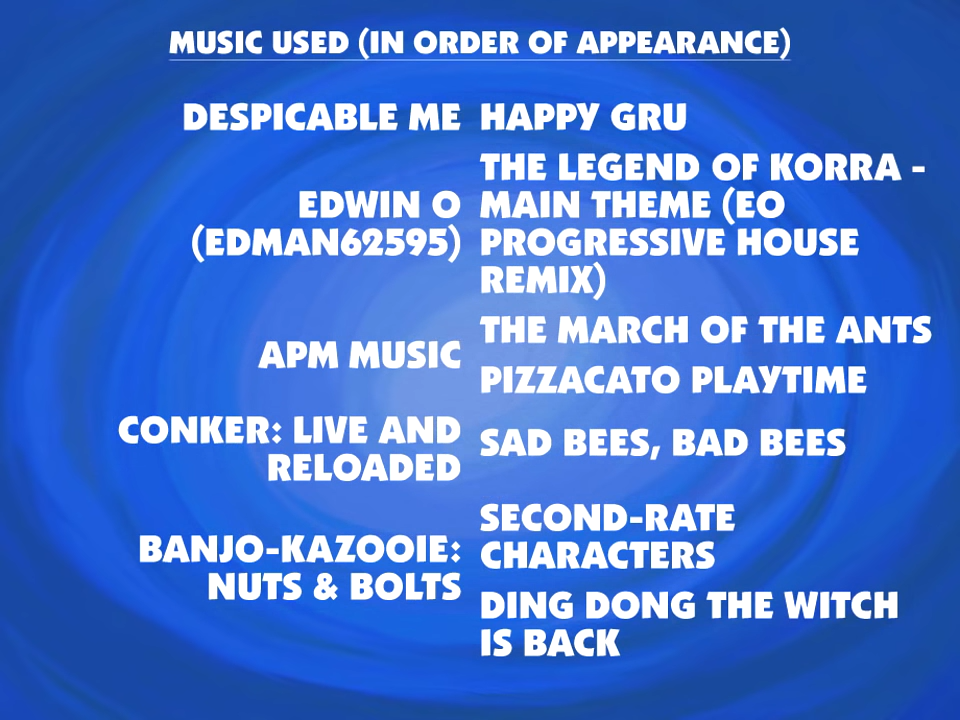 MUSIC USED (IN ORDER OF APPEARANCE)
DESPICABLE ME HAPPY GRU
EDWIN O
(EDMAN62595)
THE LEGEND OF KORRA -
MAIN THEME (EO
PROGRESSIVE HOUSE
REMIX)
APM MUSIC
THE MARCH OF THE ANTS
PIZZACATO PLAYTIME
CONKER: LIVE AND
RELOADED
SAD BEES, BAD BEES
BANJO-KAZOOIE:
NUTS & BOLTS
SECOND-RATE
CHARACTERS
DING DONG THE WITCH
IS BACK